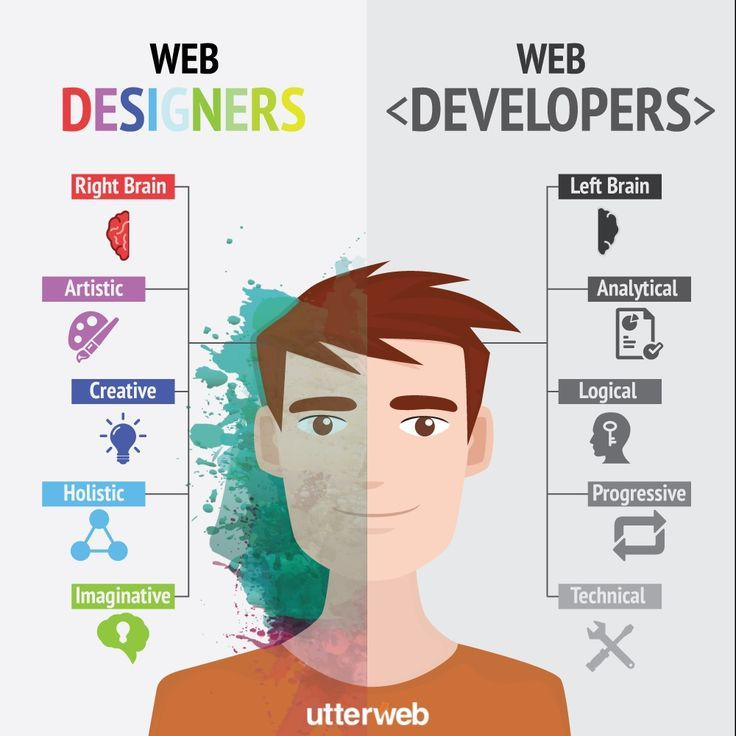 WEB
DESIGNERS
Right Brain
Artistic
Creative
Holistic
Imaginative
WEB
<DEVELOPERS>
Left Brain
Analytical
Logical
Progressive
Technical
utterweb